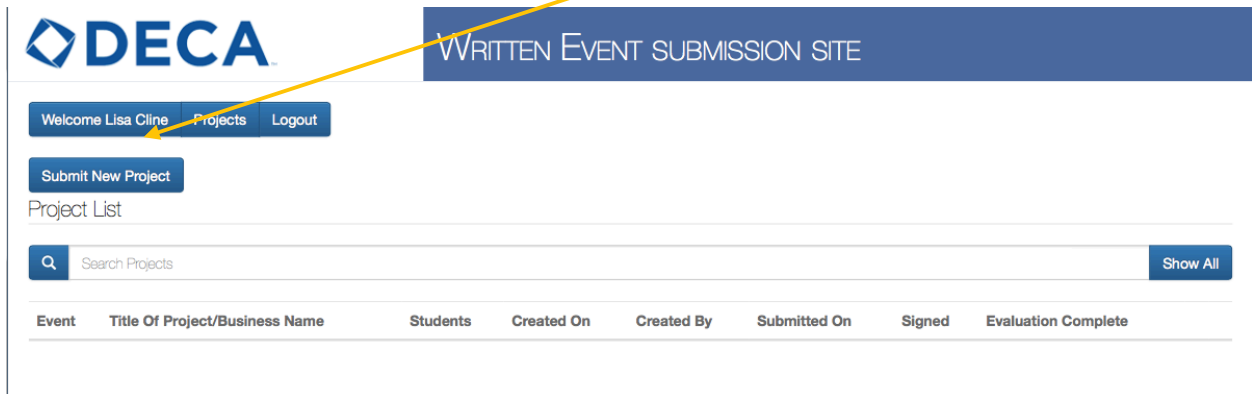 DECA
WRITTEN EVENT SUBMISSION SITE
Welcome Lisa Cline Projects Logout
Submit New Project
Project List
Search Projects
Show All
Event Title Of Project/Business Name Students Created On Created By Submitted On Signed Evaluation Complete